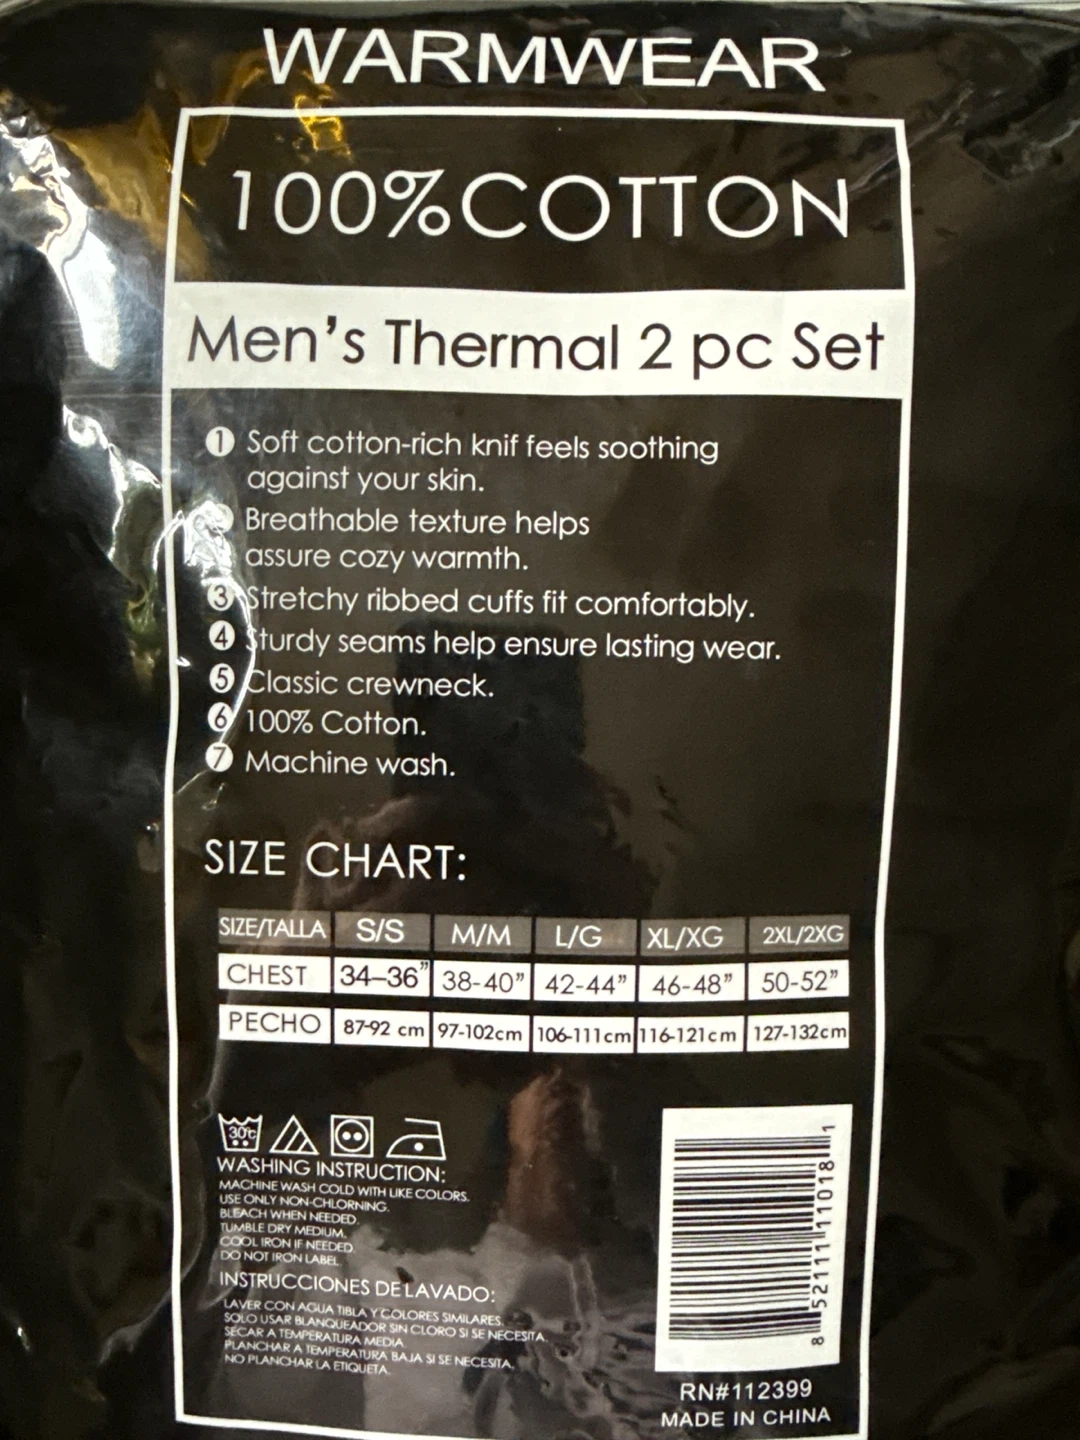 WARMWEAR
100%COTTON
Men's Thermal 2 pc Set
1 Soft cotton-rich knif feels soothing
against your skin.
Breathable texture helps
assure cozy warmth.
3 Stretchy ribbed cuffs fit comfortably.
4 Sturdy seams help ensure lasting wear.
5 Classic crewneck.
6 100% Cotton.
7 Machine wash.
SIZE CHART:
SIZE/TALLA S/S M/M L/G XL/XG 2XL/2XG
CHEST 34–36” 38-40” 42-44” 46-48” 50-52”
PECHO 87-92 cm 97-102cm 106-111cm 116-121cm 127-132cm
30℃
WASHING INSTRUCTION:
MACHINE WASH COLD WITH LIKE COLORS.
USE ONLY NON-CHLORNING.
BLEACH WHEN NEEDED.
TUMBLE DRY MEDIUM.
COOL IRON IF NEEDED.
DO NOT IRON LABEL.
INSTRUCCIONES DE LAVADO:
LAVER CON AGUA TIBLA Y COLORES SIMILARES.
SOLO USAR BLANQUEADOR SIN CLORO SI SE NECESITA.
SECAR A TEMPERATURA MEDIA.
PLANCHAR A TEMPERATURA BAJA SI SE NECESITA.
NO PLANCHAR LA ETIQUETA.
8 52111 11018 1
RN#112399
MADE IN CHINA